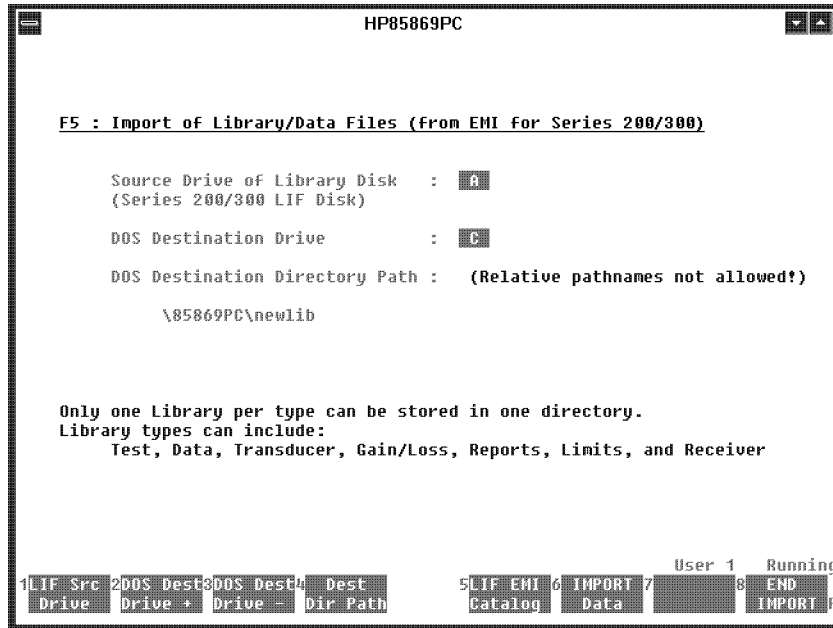 HP85869PC
F5 : Import of Library/Data Files (from EMI for Series 200/300)
Source Drive of Library Disk : A
(Series 200/300 LIF Disk)
DOS Destination Drive : C
DOS Destination Directory Path : (Relative pathnames not allowed!)
\85869PC\newlib
Only one Library per type can be stored in one directory.
Library types can include:
Test, Data, Transducer, Gain/Loss, Reports, Limits, and Receiver
User 1 Running
1 LIF Src 2 DOS Dest 3 DOS Dest 4 Dest 5 LIF EMI 6 IMPORT 7 8 END
Drive Drive + Drive - Dir Path Catalog Data IMPORT